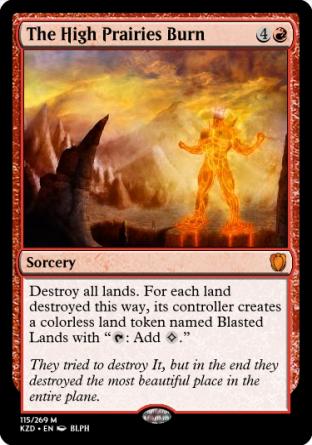 The High Prairies Burn 4
Sorcery
Destroy all lands. For each land
destroyed this way, its controller creates
a colorless land token named Blasted
Lands with “: Add .”
They tried to destroy It, but in the end they
destroyed the most beautiful place in the
entire plane.
115/269 M
KZD • EN BLPH